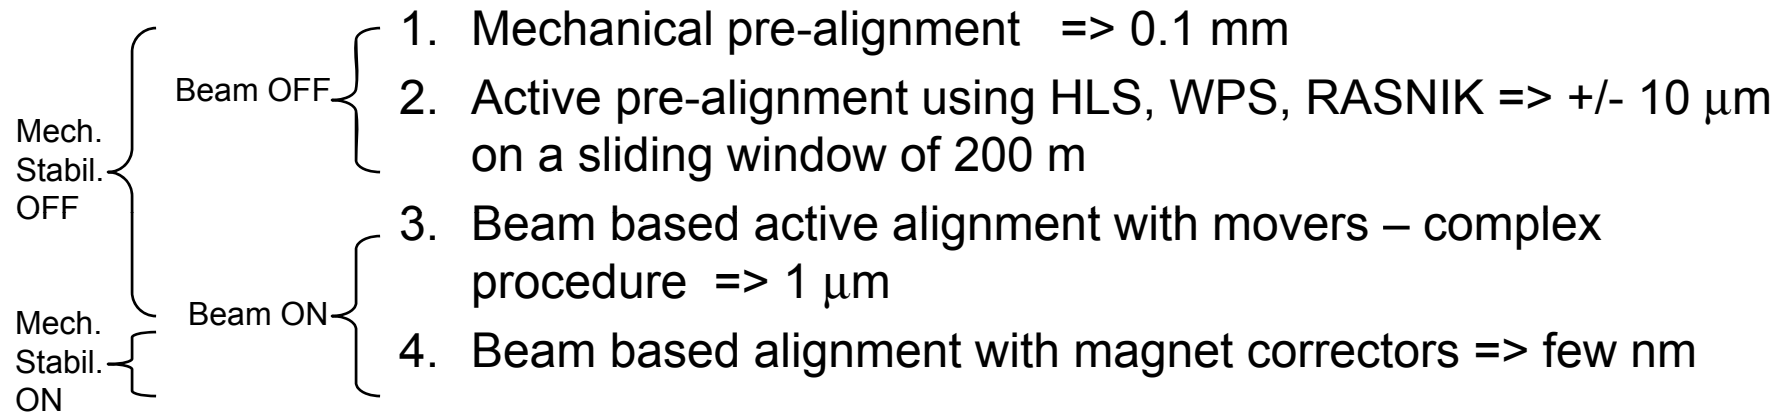 1. Mechanical pre-alignment => 0.1 mm
Beam OFF
2. Active pre-alignment using HLS, WPS, RASNIK => +/- 10 μm
on a sliding window of 200 m
Mech.
Stabil.
OFF
3. Beam based active alignment with movers – complex
procedure => 1 μm
Beam ON
4. Beam based alignment with magnet correctors => few nm
Mech.
Stabil.
ON